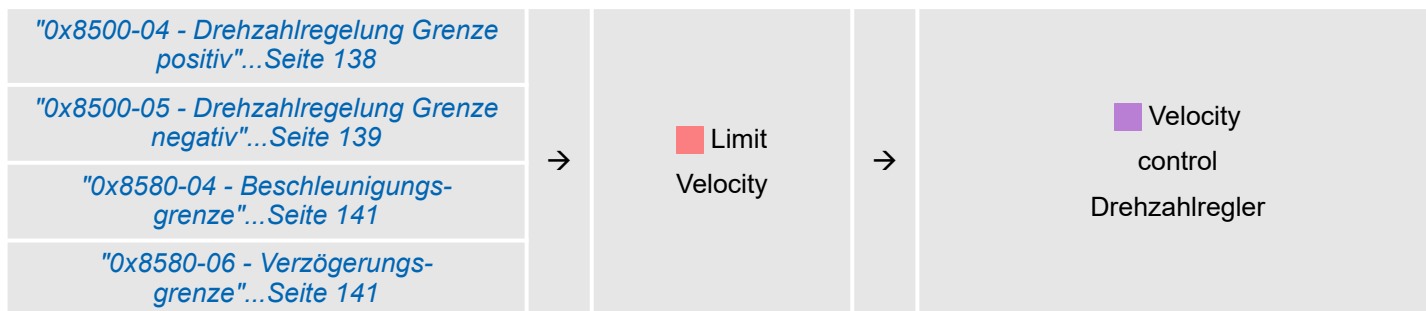 "0x8500-04 - Drehzahlregelung Grenze
positiv"...Seite 138
"0x8500-05 - Drehzahlregelung Grenze
negativ"...Seite 139
"0x8580-04 - Beschleunigungs-
grenze"...Seite 141
"0x8580-06 - Verzögerungs-
grenze"...Seite 141
→
Limit
Velocity
→
Velocity
control
Drehzahlregler